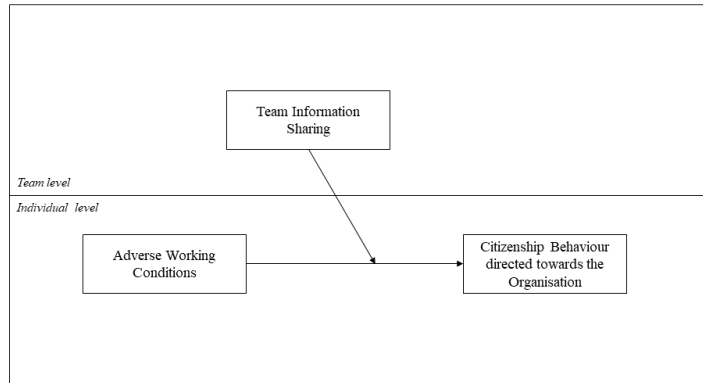 Team Information
Sharing
Team level
Individual level
Adverse Working
Conditions
Citizenship Behaviour
directed towards the
Organisation